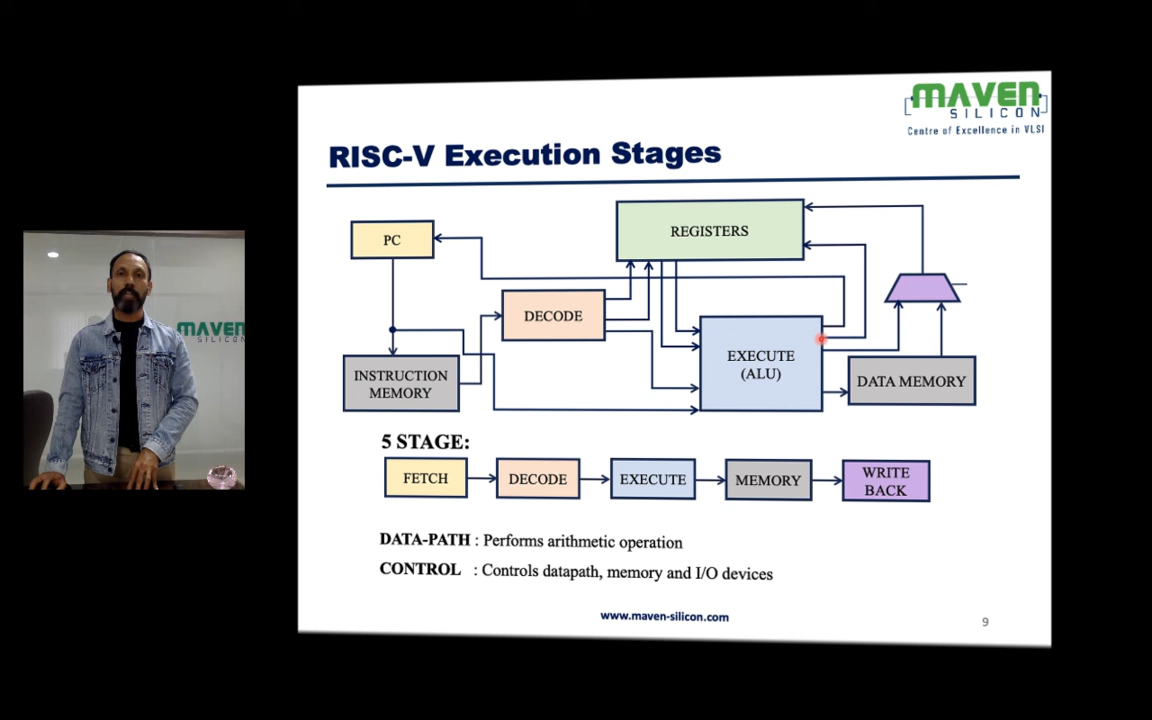 MAVEN
SILICON
Centre of Excellence in VLSI
RISC-V Execution Stages
PC
REGISTERS
DECODE
INSTRUCTION
MEMORY
EXECUTE
(ALU)
DATA MEMORY
MAVEN
SILICON
5 STAGE:
FETCH
DECODE
EXECUTE
MEMORY
WRITE
BACK
DATA-PATH : Performs arithmetic operation
CONTROL : Controls datapath, memory and I/O devices
www.maven-silicon.com
9